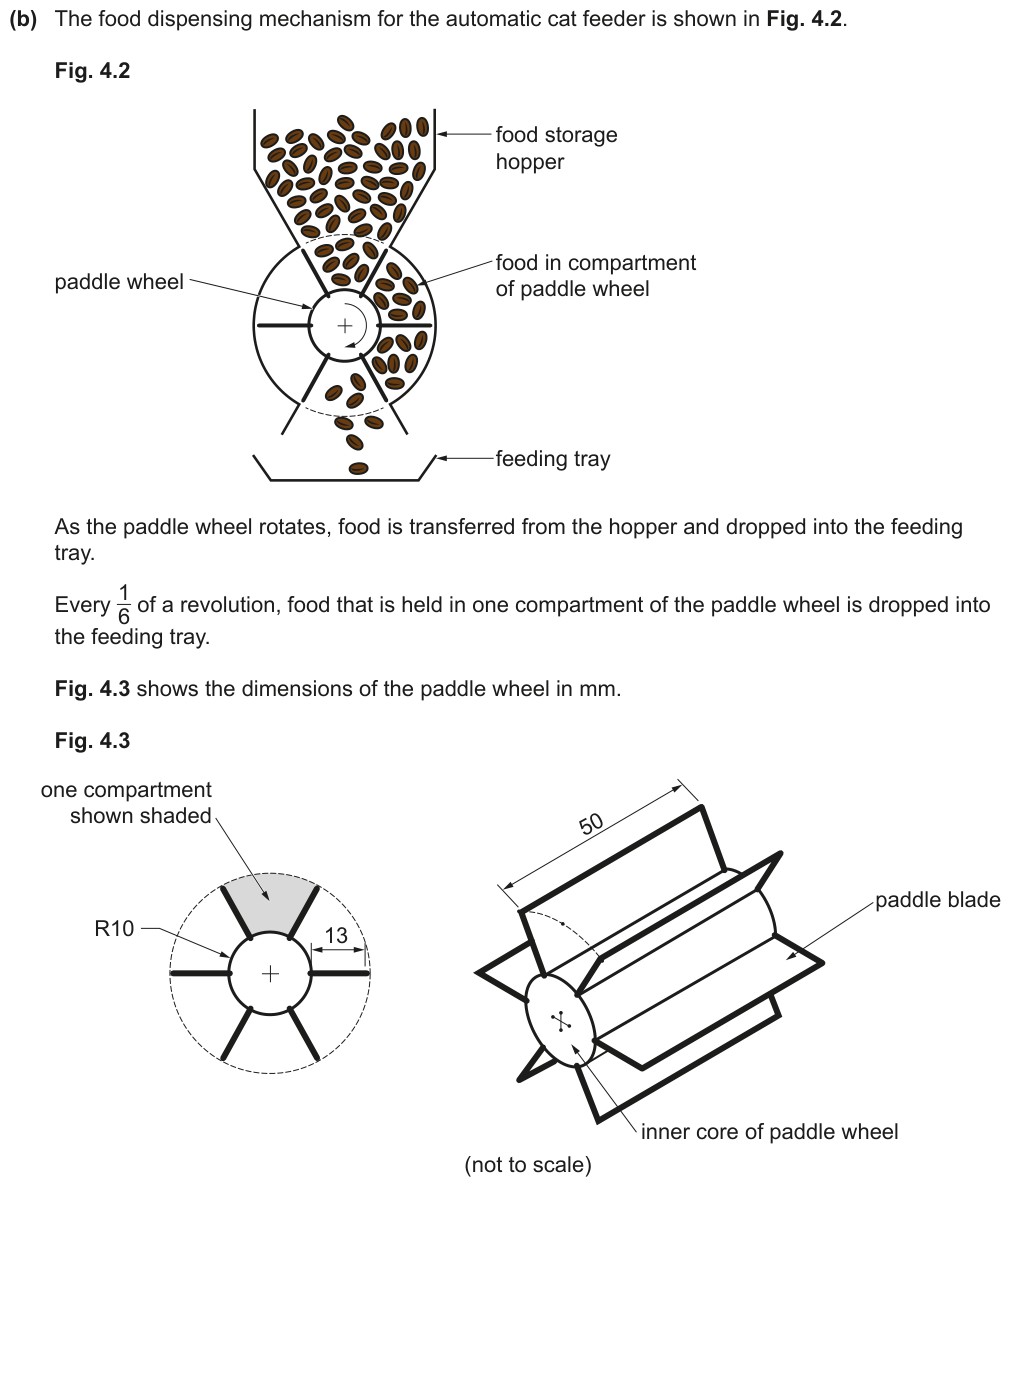 (b) The food dispensing mechanism for the automatic cat feeder is shown in Fig. 4.2.
Fig. 4.2
food storage
hopper
food in compartment
of paddle wheel
paddle wheel
feeding tray
As the paddle wheel rotates, food is transferred from the hopper and dropped into the feeding
tray.
Every 1/6 of a revolution, food that is held in one compartment of the paddle wheel is dropped into
the feeding tray.
Fig. 4.3 shows the dimensions of the paddle wheel in mm.
Fig. 4.3
one compartment
shown shaded
50
paddle blade
R10
13
inner core of paddle wheel
(not to scale)